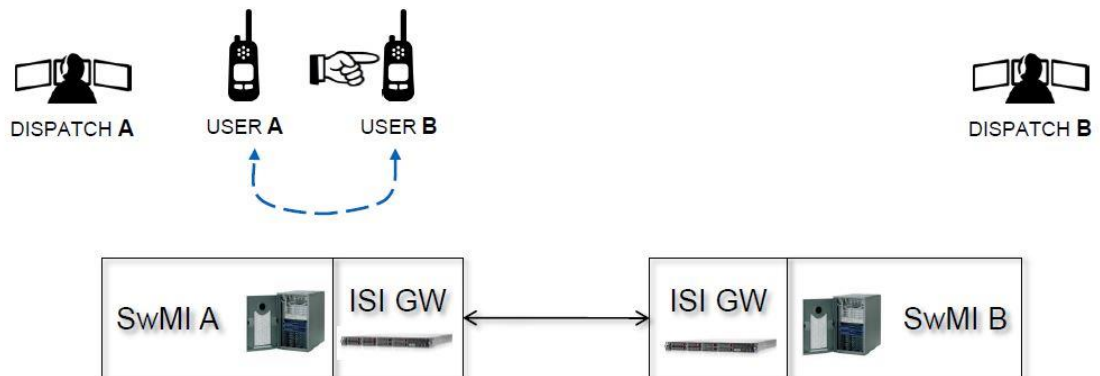 DISPATCH A
USER A
USER B
DISPATCH B
SwMI A
ISI GW
ISI GW
SwMI B